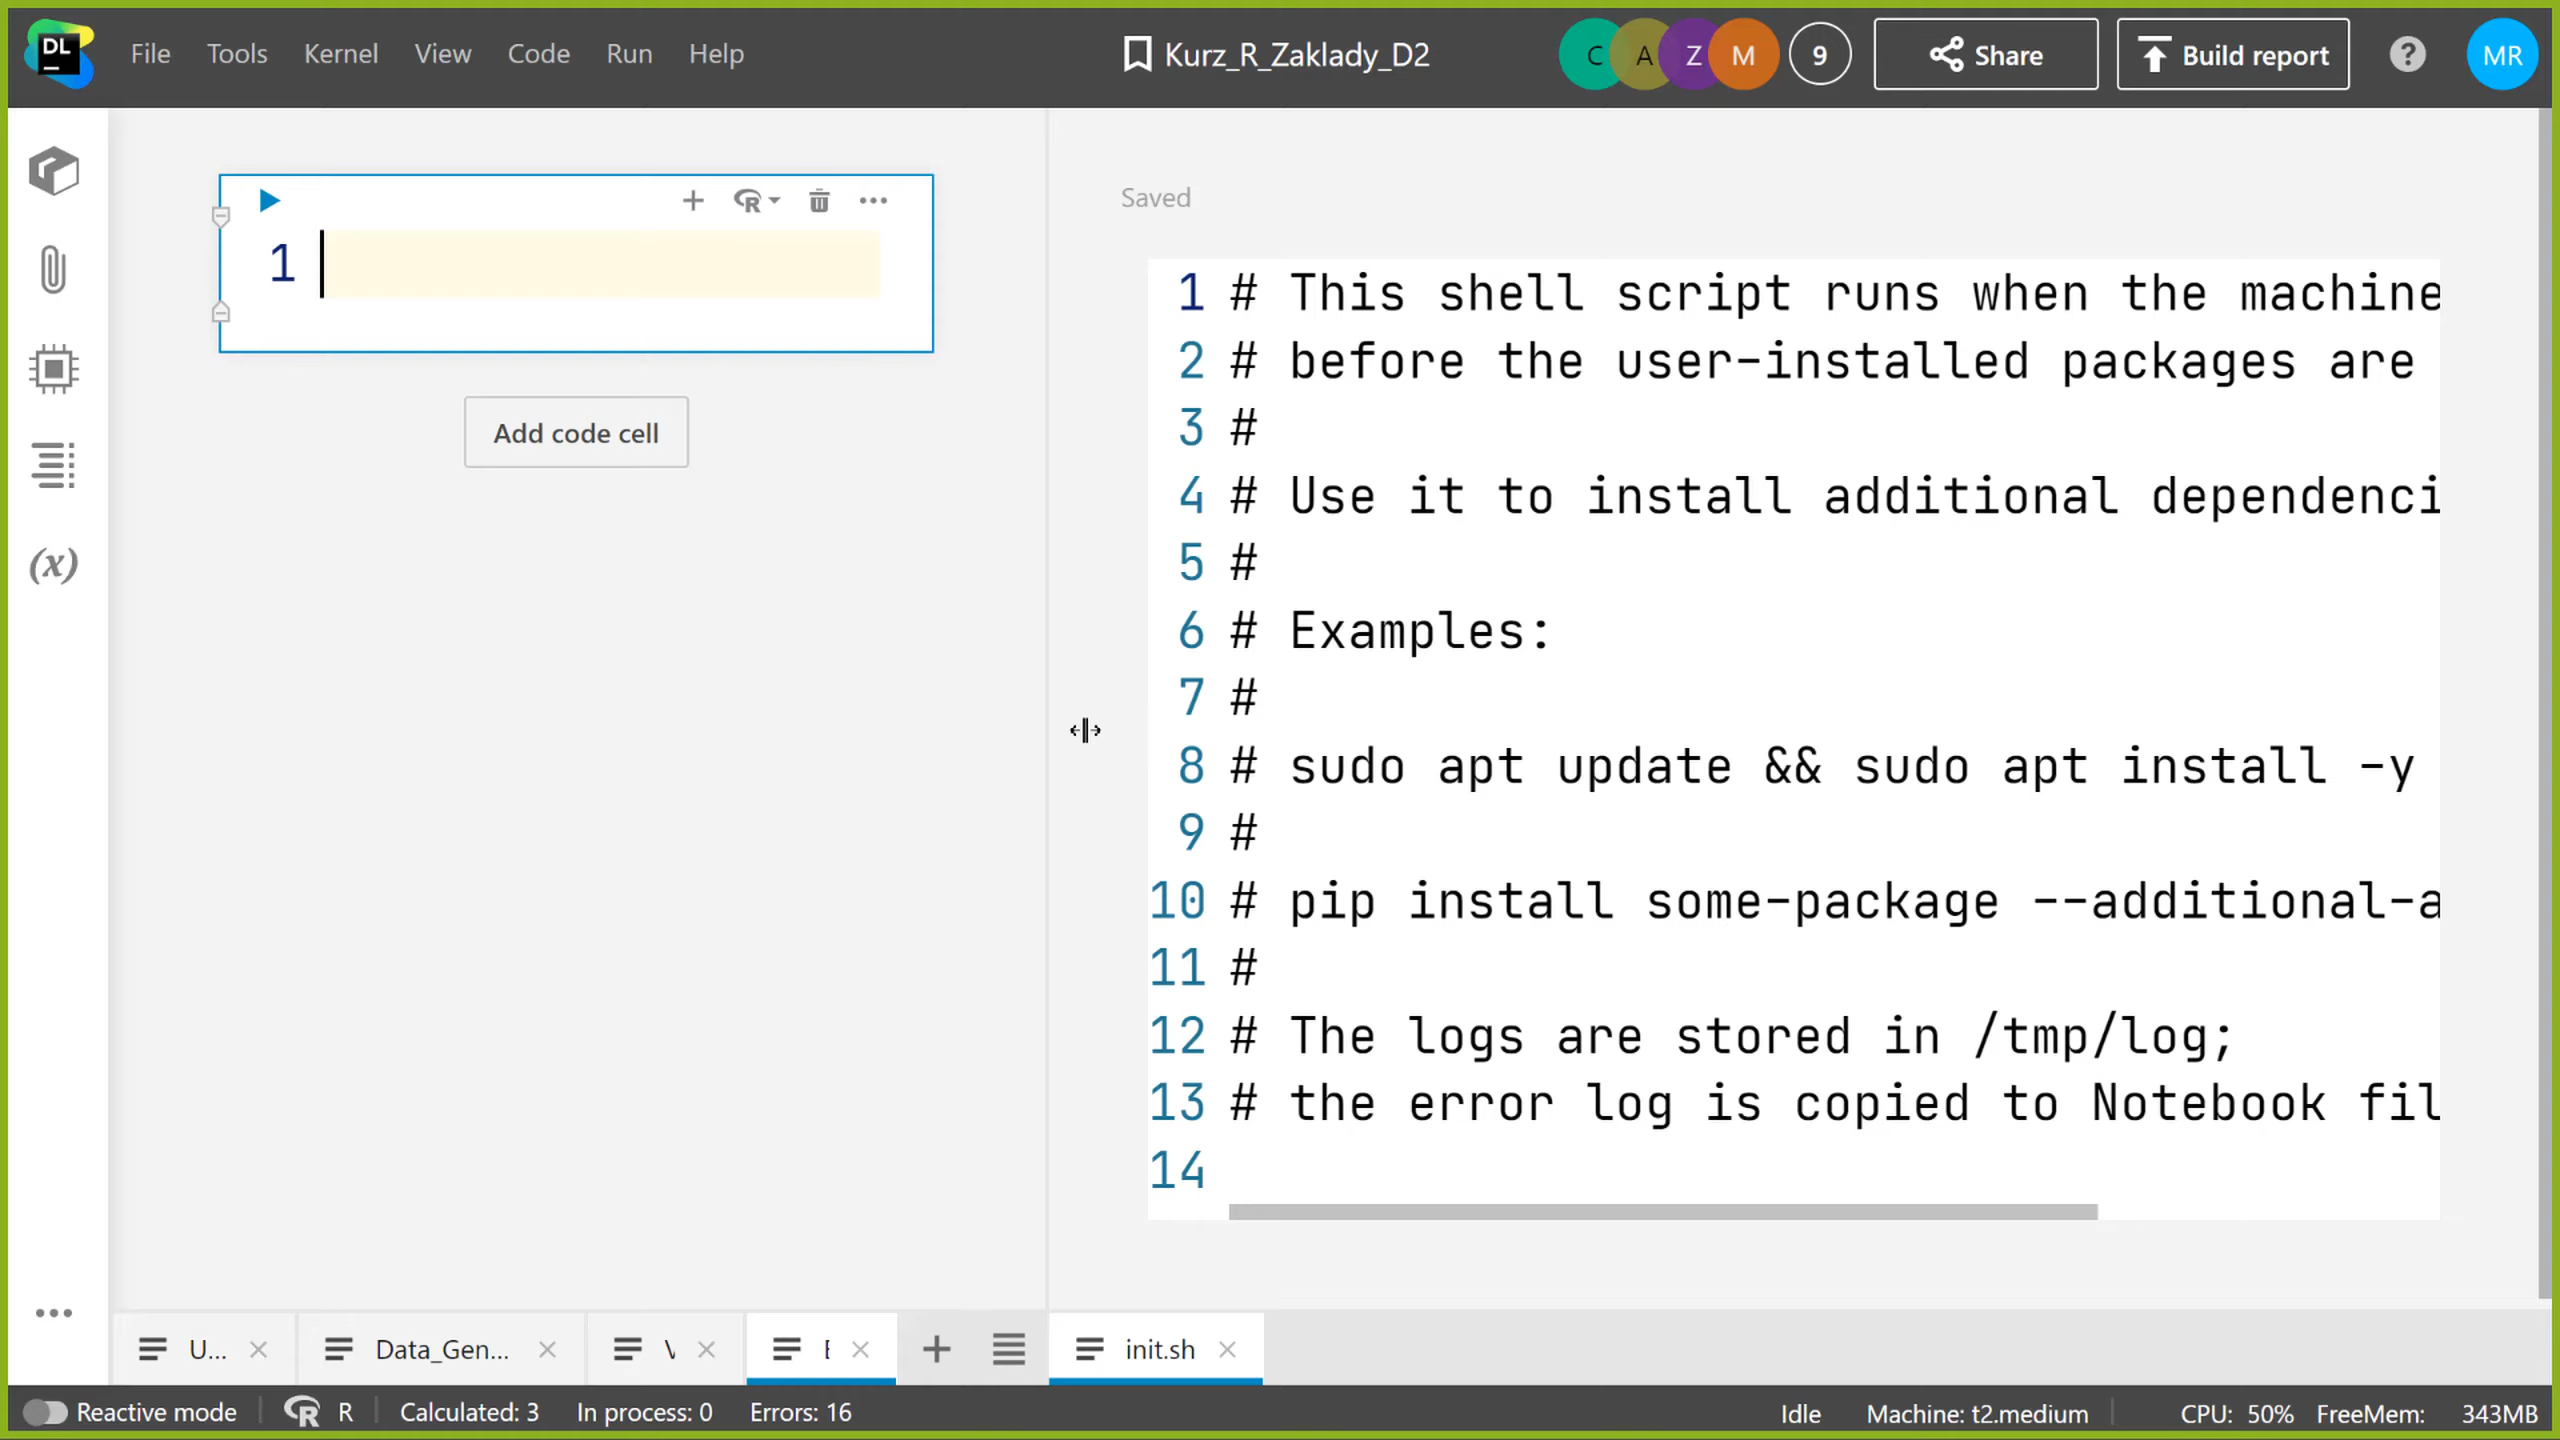 DL File Tools Kernel View Code Run Help Kurz_R_Zaklady_D2 C A Z M 9 Share Build report ? MR
R
1
Add code cell
(x)
Saved
1 # This shell script runs when the machine
2 # before the user-installed packages are
3 #
4 # Use it to install additional dependenci
5 #
6 # Examples:
7 #
8 # sudo apt update && sudo apt install -y
9 #
10 # pip install some-package --additional-a
11 #
12 # The logs are stored in /tmp/log;
13 # the error log is copied to Notebook fil
14
U... Data_Gen... init.sh
Reactive mode R R Calculated: 3 In process: 0 Errors: 16 Idle Machine: t2.medium CPU: 50% FreeMem: 343MB